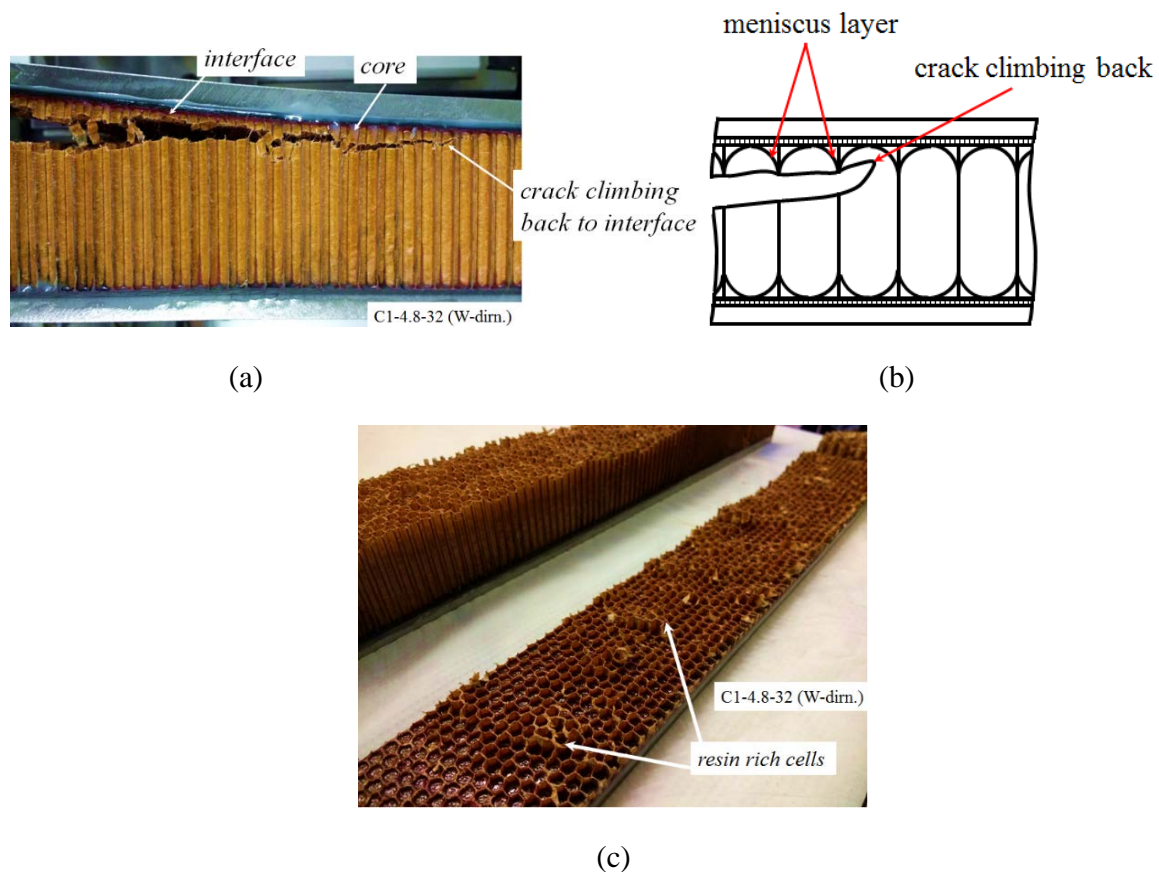 interface
core
crack climbing
back to interface
C1-4.8-32 (W-dirn.)
(a)
meniscus layer
crack climbing back
(b)
C1-4.8-32 (W-dirn.)
resin rich cells
(c)